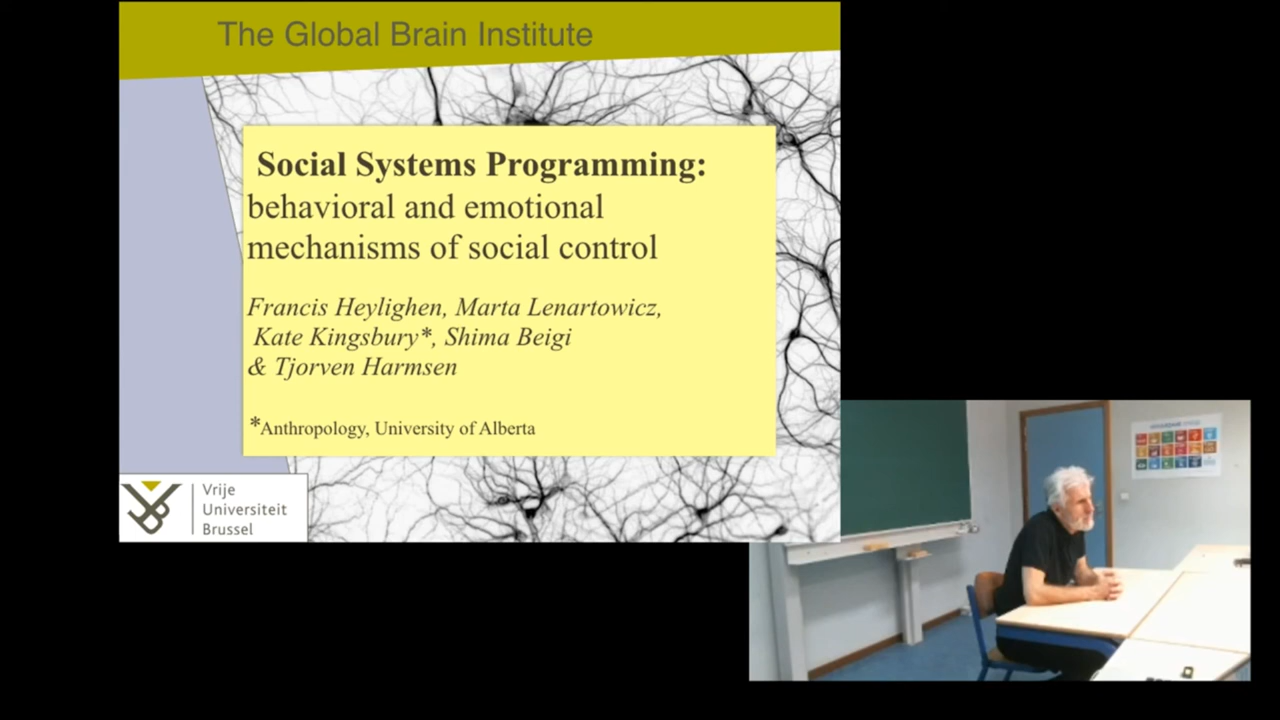 The Global Brain Institute
Social Systems Programming:
behavioral and emotional
mechanisms of social control
Francis Heylighen, Marta Lenartowicz,
Kate Kingsbury*, Shima Beigi
& Tjorven Harmsen
*Anthropology, University of Alberta
Vrije
Universiteit
Brussel